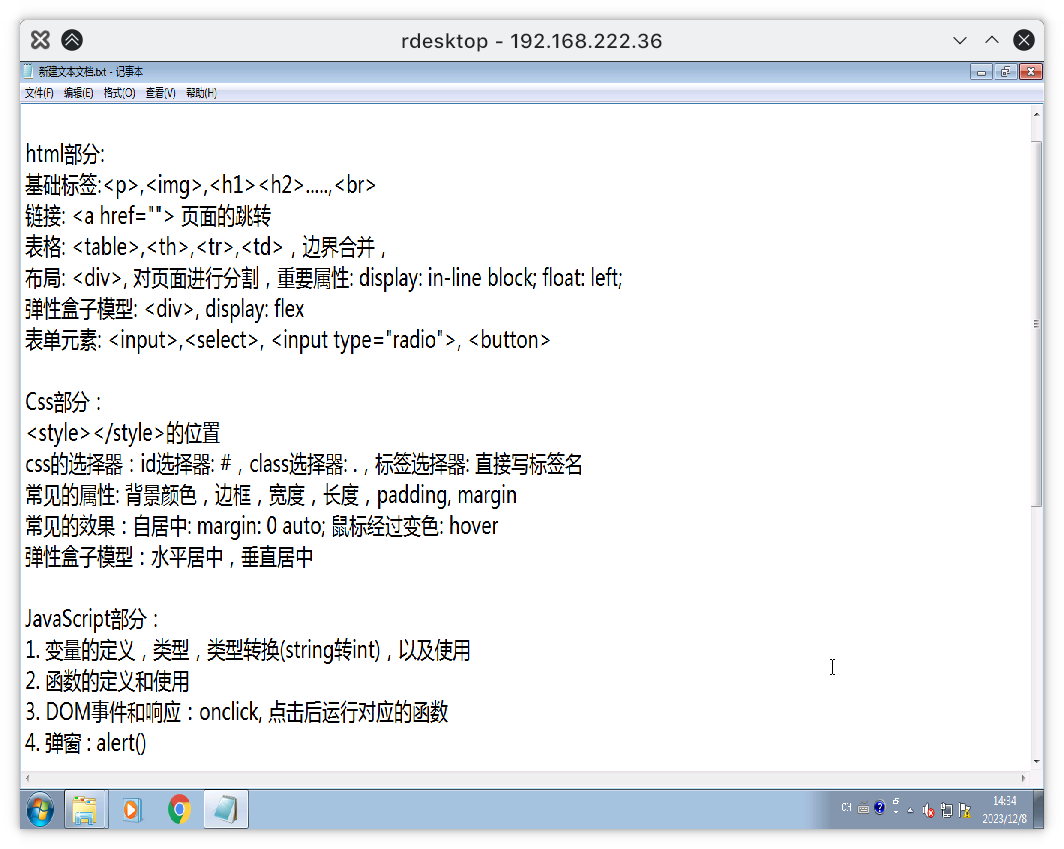 rdesktop - 192.168.222.36
新建文本文档.txt - 记事本
文件(F) 编辑(E) 格式(O) 查看(V) 帮助(H)
html部分:
基础标签:<p>,<img>,<h1><h2>.....,<br>
链接: <a href=""> 页面的跳转
表格: <table>,<th>,<tr>,<td>，边界合并，
布局: <div>, 对页面进行分割，重要属性: display: in-line block; float: left;
弹性盒子模型: <div>, display: flex
表单元素: <input>,<select>, <input type="radio">, <button>
Css部分：
<style></style>的位置
css的选择器：id选择器: #，class选择器: .，标签选择器: 直接写标签名
常见的属性: 背景颜色，边框，宽度，长度，padding, margin
常见的效果：自居中: margin: 0 auto; 鼠标经过变色: hover
弹性盒子模型：水平居中，垂直居中
JavaScript部分：
1. 变量的定义，类型，类型转换(string转int)，以及使用
2. 函数的定义和使用
3. DOM事件和响应：onclick, 点击后运行对应的函数
4. 弹窗 : alert()
CH
14:34
2023/12/8